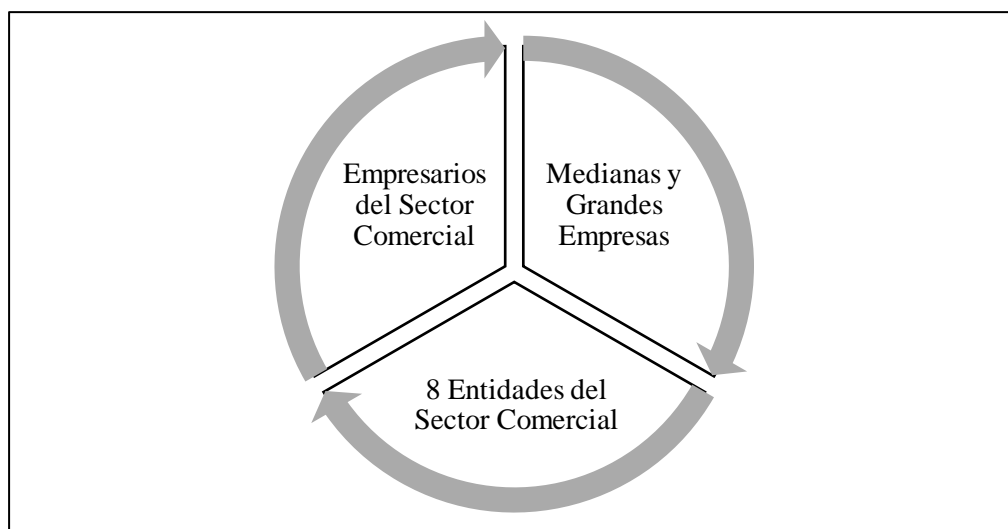 Empresarios
del Sector
Comercial
Medianas y
Grandes
Empresas
8 Entidades del
Sector Comercial